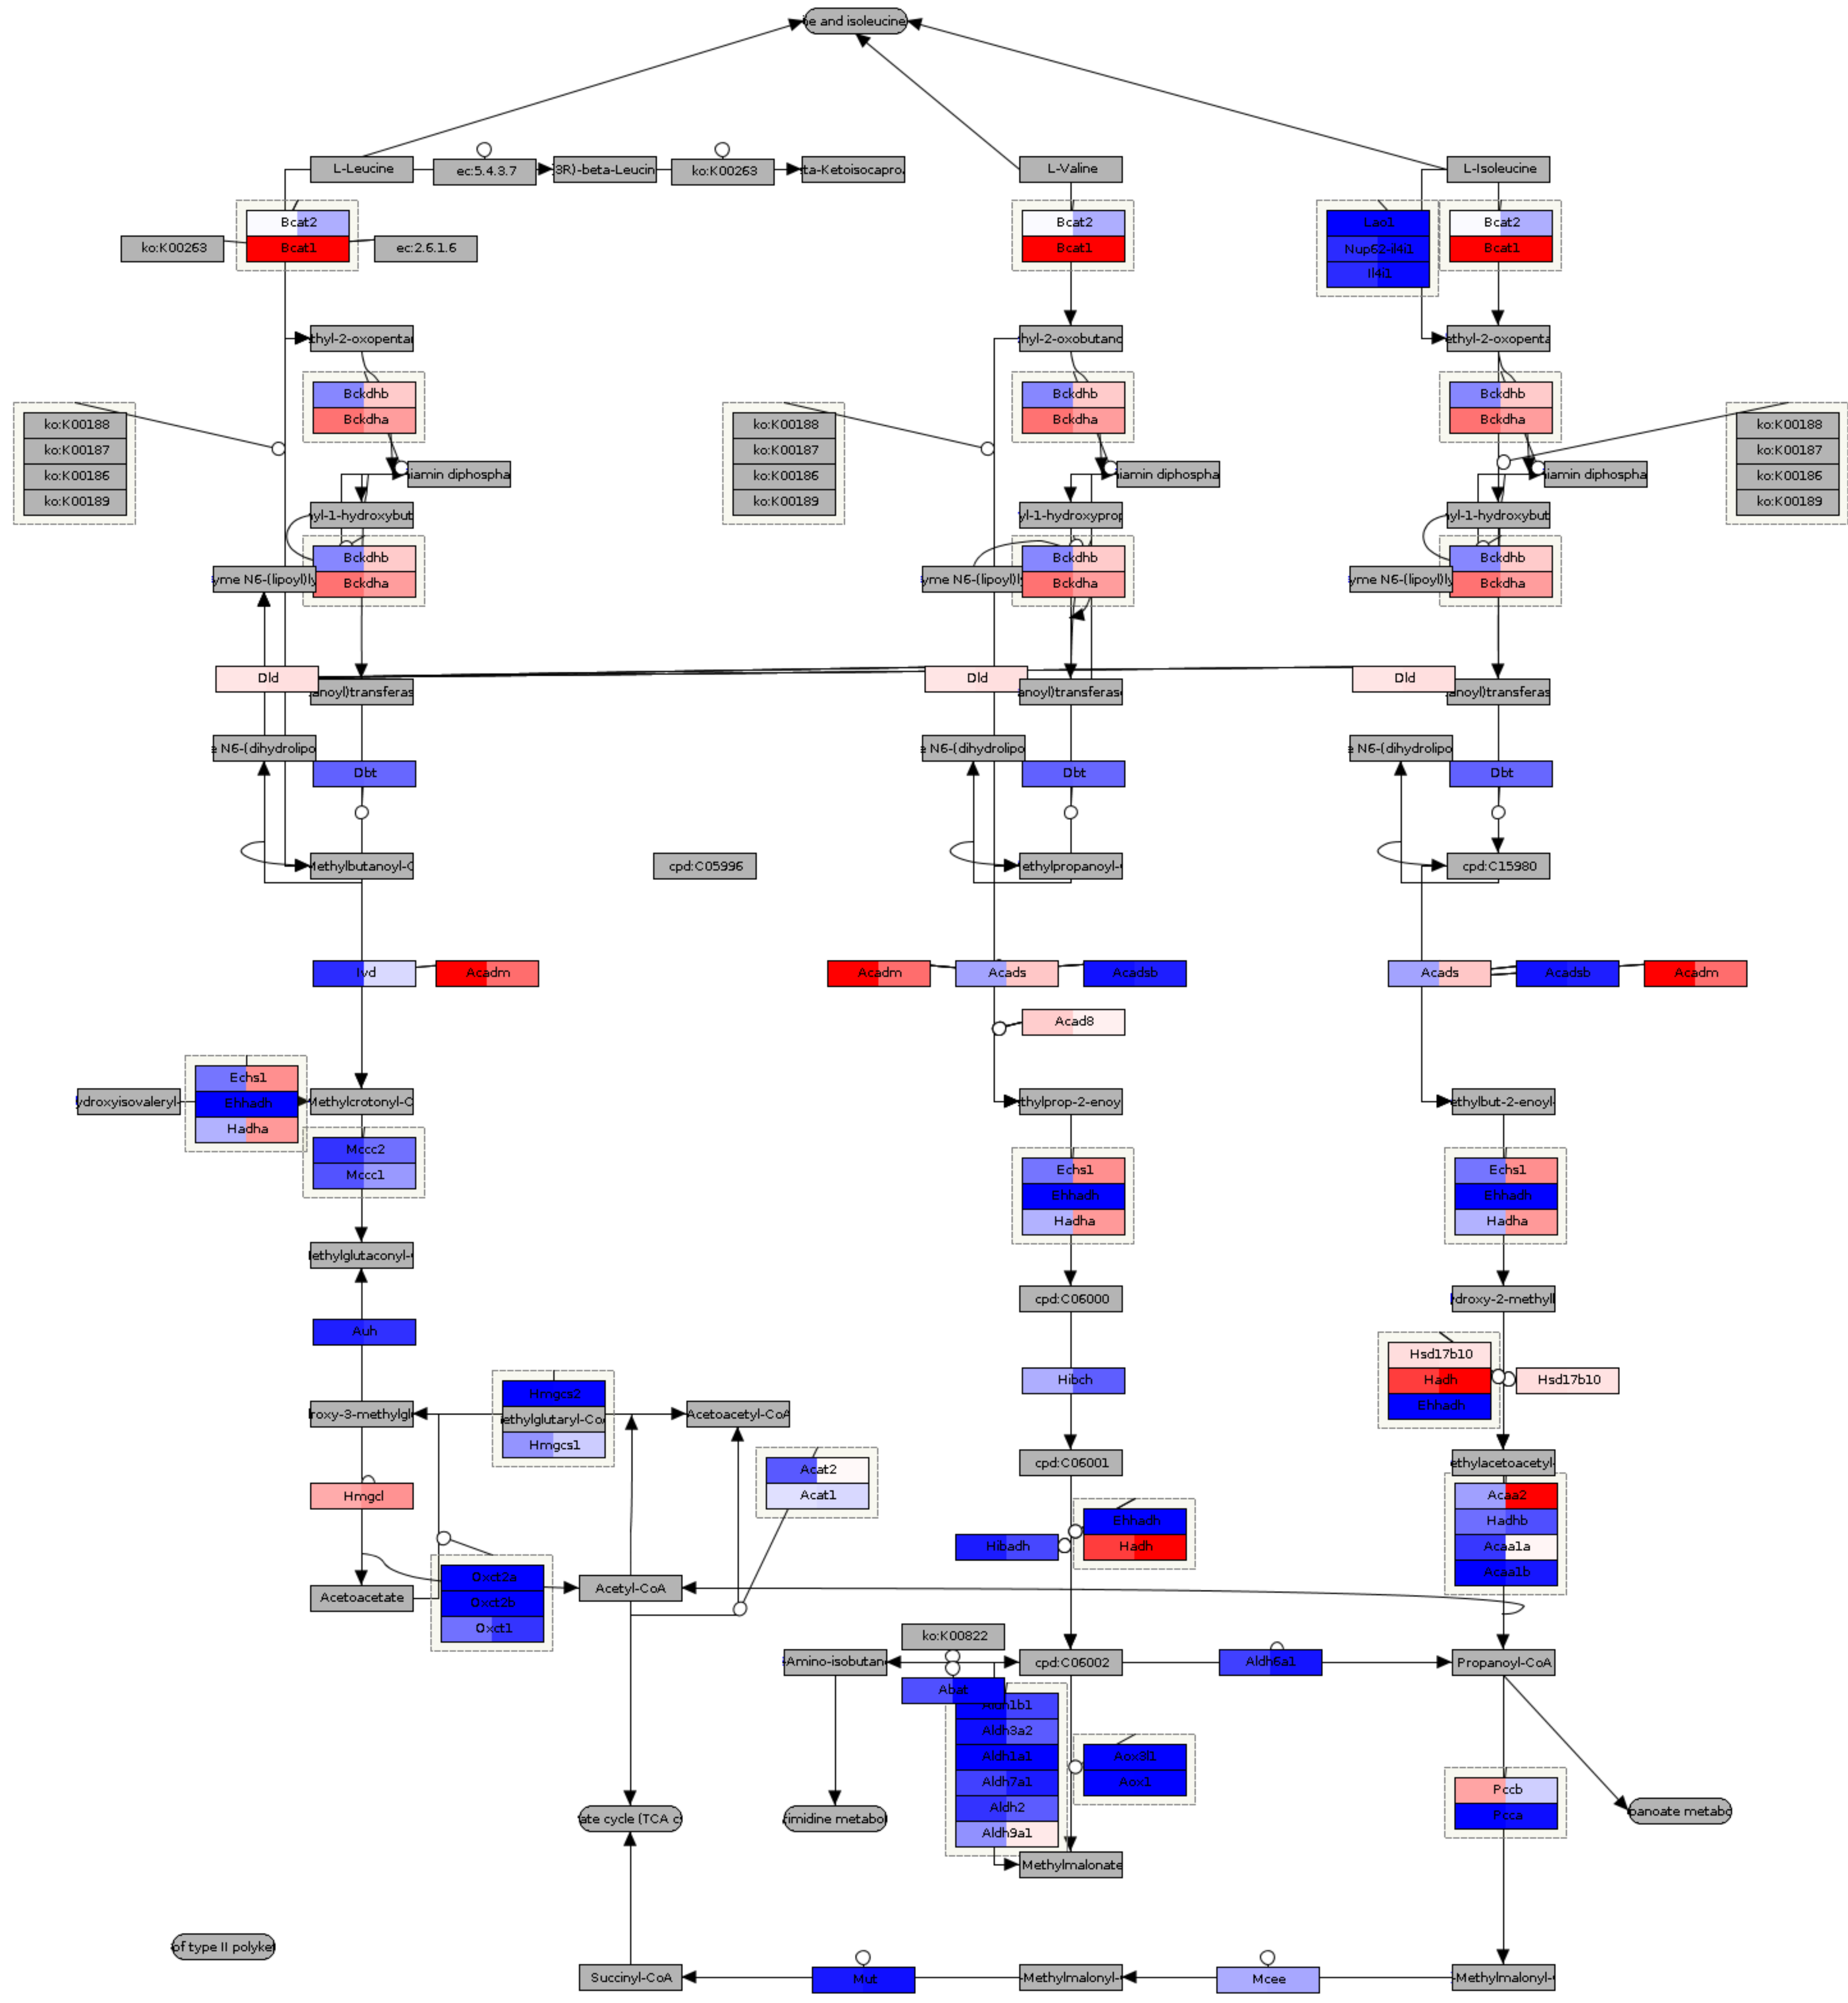 e and isoleucine
L-Leucine
ec:5.4.3.7
3R)-beta-Leucin
ko:K00263
ta-Ketoisocapro
L-Valine
L-Isoleucine
Bcat2
Bcat1
ko:K00263
ec:2.6.1.6
Bcat2
Bcat1
Lao1
Nup62-il4i1
Il4i1
Bcat2
Bcat1
thyl-2-oxopenta
hyl-2-oxobutano
ethyl-2-oxopenta
Bckdhb
Bckdha
Bckdhb
Bckdha
Bckdhb
Bckdha
ko:K00188
ko:K00187
ko:K00186
ko:K00189
ko:K00188
ko:K00187
ko:K00186
ko:K00189
ko:K00188
ko:K00187
ko:K00186
ko:K00189
iamin diphospha
iamin diphospha
iamin diphospha
yl-1-hydroxybut
yl-1-hydroxyprop
yl-1-hydroxybut
Bckdhb
Bckdha
Bckdhb
Bckdha
Bckdhb
Bckdha
yme N6-(lipoyl)ly
yme N6-(lipoyl)l
yme N6-(lipoyl)ly
Dld
Dld
Dld
anoyl)transferas
anoyl)transferase
anoyl)transferas
e N6-(dihydrolipo
e N6-(dihydrolipo
e N6-(dihydrolipo
Dbt
Dbt
Dbt
Methylbutanoyl-C
cpd:C05996
ethylpropanoyl-
cpd:C15980
Ivd
Acadm
Acadm
Acads
Acadsb
Acads
Acadsb
Acadm
Acad8
Echs1
Ehhadh
Hadha
ydroxyisovaleryl-
Methylcrotonyl-C
thylprop-2-enoy
ethylbut-2-enoyl-
Mccc2
Mccc1
Echs1
Ehhadh
Hadha
Echs1
Ehhadh
Hadha
lethylglutaconyl-
cpd:C06000
droxy-2-methyll
Auh
Hibch
Hsd17b10
Hadh
Ehhadh
Hsd17b10
roxy-3-methylgl
Hmgcs2
ethylglutaryl-Co
Hmgcs1
Acetoacetyl-CoA
cpd:C06001
ethylacetoacetyl-
Hmgcl
Acat2
Acat1
Acaa2
Hadhb
Acaa1a
Acaa1b
Ehhadh
Hadh
Hibadh
Oxct2a
Oxct2b
Oxct1
Acetoacetate
Acetyl-CoA
ko:K00822
Amino-isobutan
cpd:C06002
Aldh6a1
Propanoyl-CoA
Abat
Aldh1b1
Aldh3a2
Aldh1a1
Aldh7a1
Aldh2
Aldh9a1
Aox3l1
Aox1
Pccb
Pcca
ate cycle (TCA c
rimidine metabol
panoate metabo
Methylmalonate
of type II polyket
Succinyl-CoA
Mut
-Methylmalonyl-
Mcee
-Methylmalonyl-